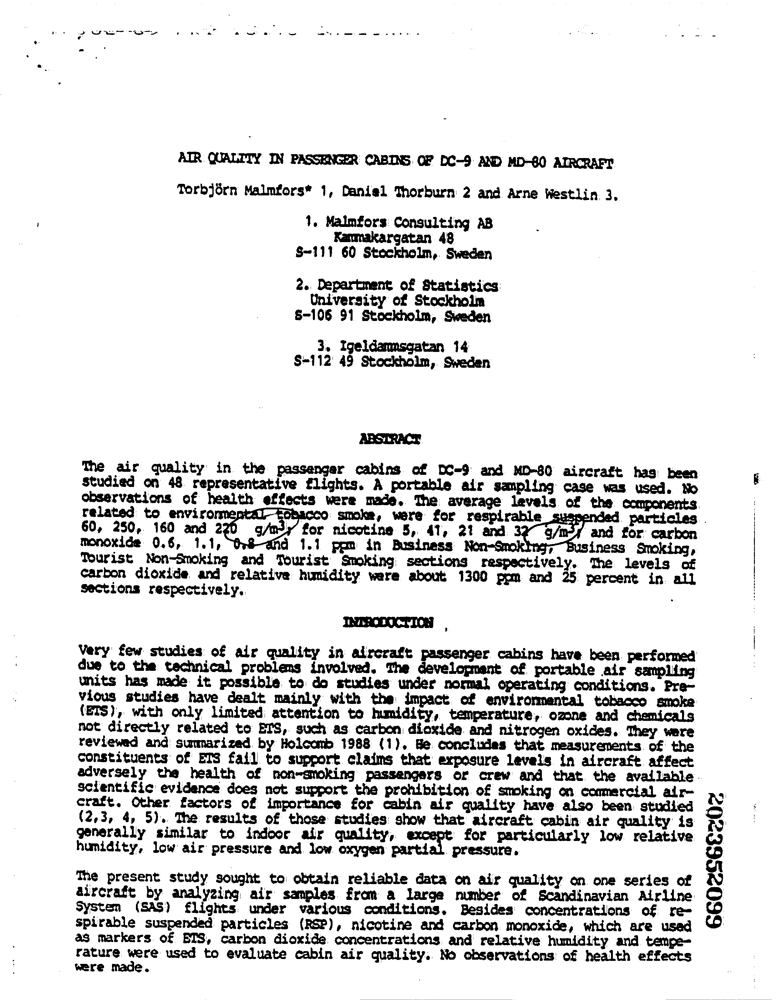 AIR QUALITY IN PASSENGER CABINS OF DC-9 AND MD-80 AIRCRAFT
Torbjörn Malmfors* 1, Daniel Thorburn 2 and Arne Westlin 3.
1. Malmfors Consulting AB
Kammakargatan 48
S-111 60 Stockholm, Sweden
2. Department of Statistics
University of Stockholm
S-106 91 Stockholm, Sweden
3. Igeldammsgatan 14
S-112 49 Stockholm, Sweden
ABSTRACT
The air quality in the passenger cabins of DC-9 and MD-80 aircraft has been
studied on 48 representative flights. A portable air sampling case was used. No
observations of health effects were made. The average levels of the components
related to environmental tobacco smoke, were for respirable suspended particles
60, 250, 160 and 220 g/m3, for nicotine 5, 41, 21 and 32 g/m3, and for carbon
monoxide 0.6, 1.1, 0.8 and 1.1 ppm in Business Non-Smoking, Business Smoking,
Tourist Non-Smoking and Tourist Smoking sections respectively. The levels of
carbon dioxide and relative humidity were about 1300 ppm and 25 percent in all
sections respectively.
INTRODUCTION
Very few studies of air quality in aircraft passenger cabins have been performed
due to the technical problems involved. The development of portable air sampling
units has made it possible to do studies under normal operating conditions. Pre-
vious studies have dealt mainly with the impact of environmental tobacco smoke
(ETS), with only limited attention to humidity, temperature, ozone and chemicals
not directly related to ETS, such as carbon dioxide and nitrogen oxides. They were
reviewed and summarized by Holcomb 1988 (1). He concludes that measurements of the
constituents of ETS fail to support claims that exposure levels in aircraft affect
adversely the health of non-smoking passengers or crew and that the available
scientific evidence does not support the prohibition of smoking on commercial air-
craft. Other factors of importance for cabin air quality have also been studied
(2,3, 4, 5). The results of those studies show that aircraft cabin air quality is
generally similar to indoor air quality, except for particularly low relative
humidity, low air pressure and low oxygen partial pressure.
The present study sought to obtain reliable data on air quality on one series of
aircraft by analyzing air samples from a large number of Scandinavian Airline
System (SAS) flights under various conditions. Besides concentrations of re-
spirable suspended particles (RSP), nicotine and carbon monoxide, which are used
as markers of ETS, carbon dioxide concentrations and relative humidity and tempe-
rature were used to evaluate cabin air quality. No observations of health effects
were made.
2023952099